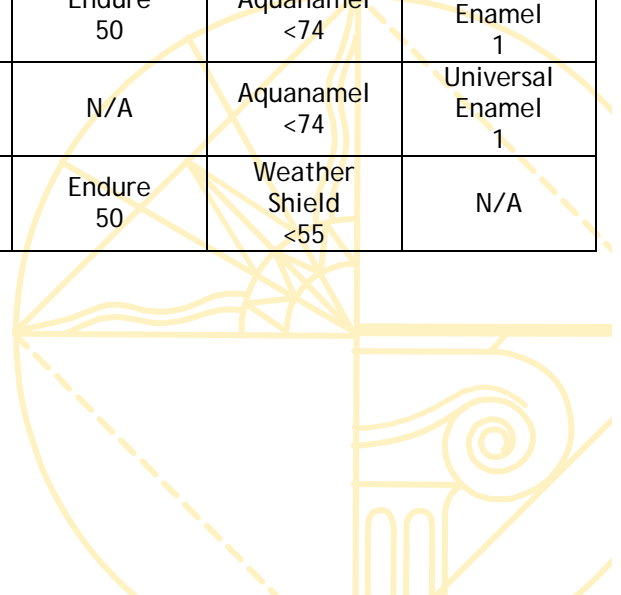 Endure
50
Aquanamel
<74
Enamel
1
N/A
Aquanamel
<74
Universal
Enamel
1
Endure
50
Weather
Shield
<55
N/A